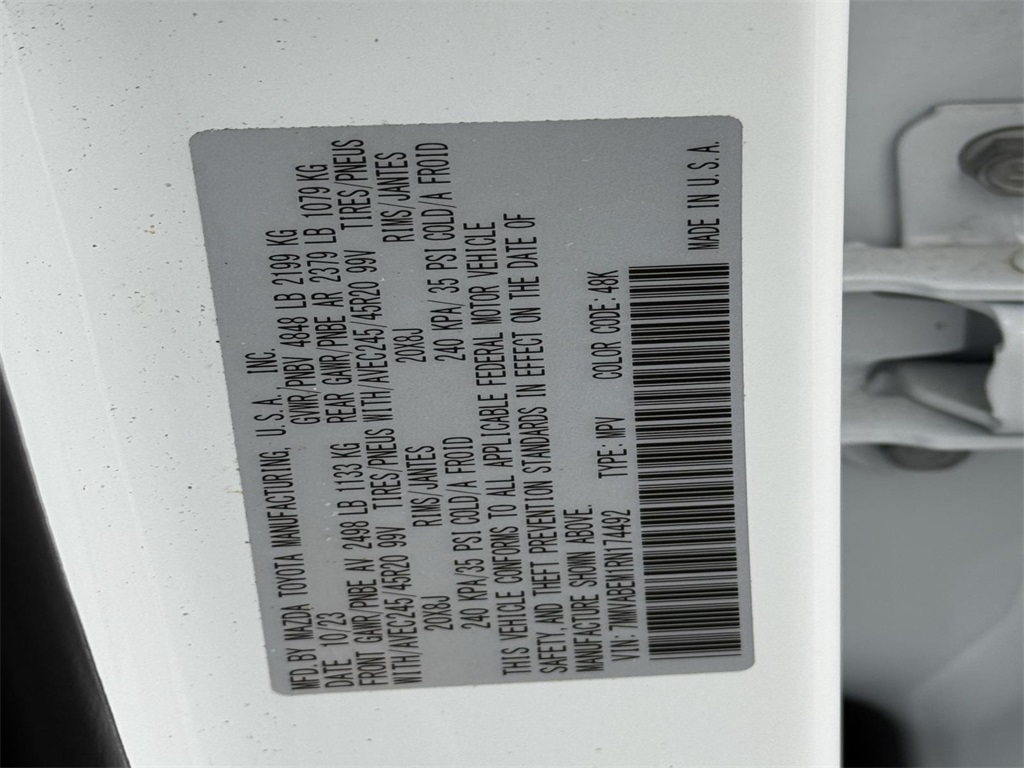 MFD. BY MAZDA TOYOTA MANUFACTURING, U. S. A. INC.
DATE 10/23 GVWR/PNBV 4848 LB 2199 KG
FRONT GAWR/PNBE AV 2498 LB 1133 KG REAR GAWR/PNBE AR 2379 LB 1079 KG
WITH/AVEC245/45R20 99V TIRES/PNEUS WITH/AVEC245/45R20 99V TIRES/PNEUS
20X8J RIMS/JANTES 20X8J RIMS/JANTES
240 KPA/35 PSI COLD/A FROID 240 KPA/ 35 PSI COLD/A FROID
THIS VEHICLE CONFORMS TO ALL APPLICABLE FEDERAL MOTOR VEHICLE
SAFETY, AND THEFT PREVENTION STANDARDS IN EFFECT ON THE DATE OF
MANUFACTURE SHOWN ABOVE.
VIN: 7MMVABEM1RN174492 TYPE: MPV COLOR CODE: 48K
MADE IN U. S. A.